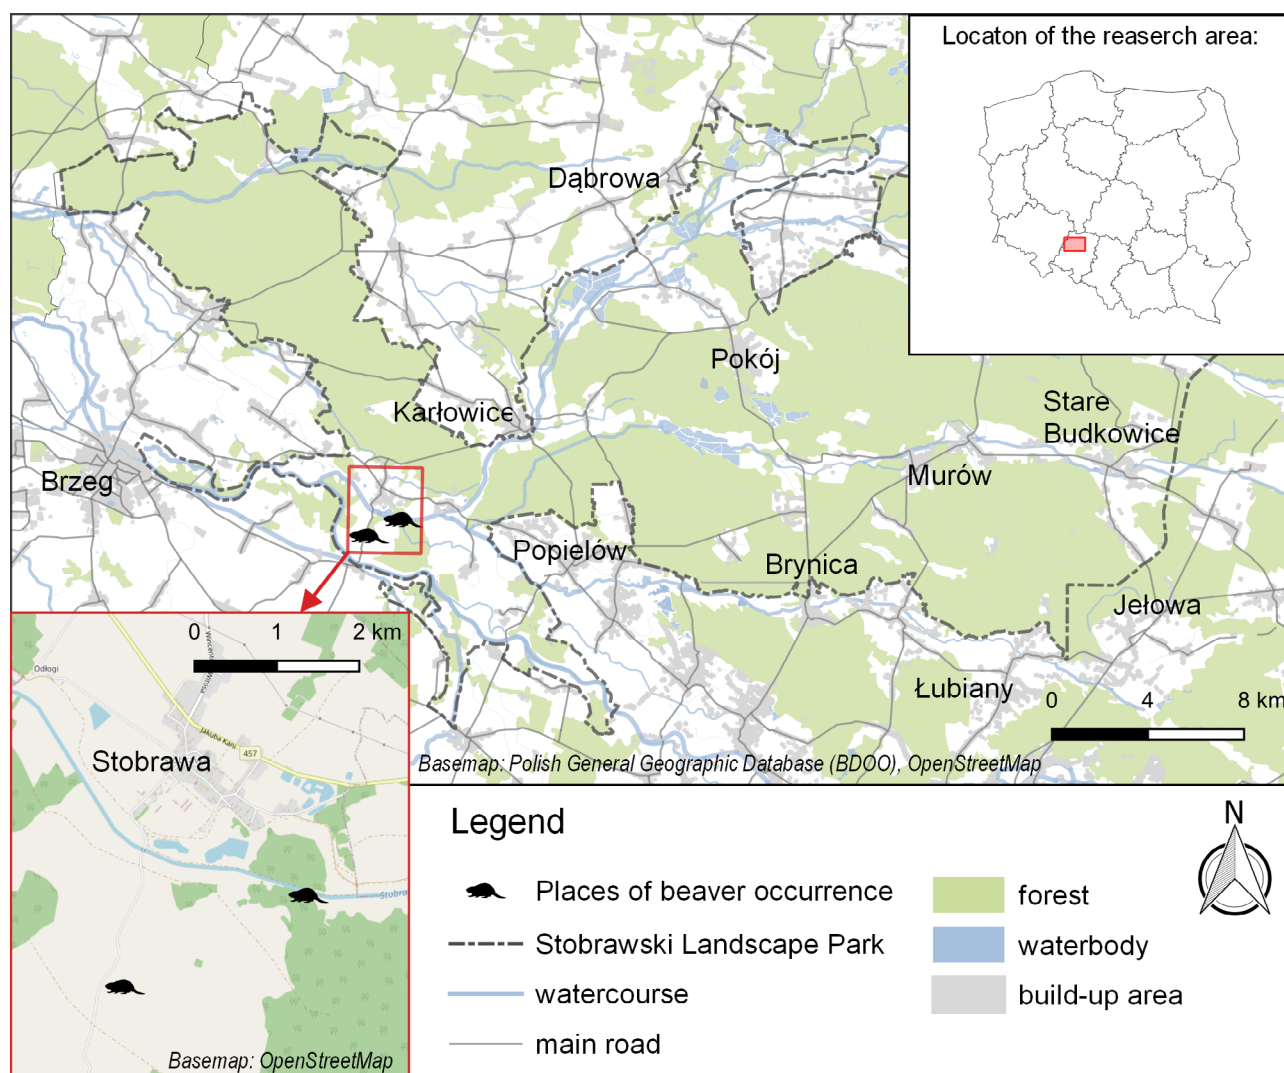 Locaton of the reaserch area:
Dąbrowa
Pokój
Karłowice
Stare
Budkowice
Murów
Brzeg
Popielów
Brynica
Jełowa
Łubiany
0 4 8 km
Basemap: Polish General Geographic Database (BDOO), OpenStreetMap
0 1 2 km
Odłogi
Jakuba Kani
457
Stobrawa
Stobra
Basemap: OpenStreetMap
Legend
N
Places of beaver occurrence
Stobrawski Landscape Park
watercourse
main road
forest
waterbody
build-up area